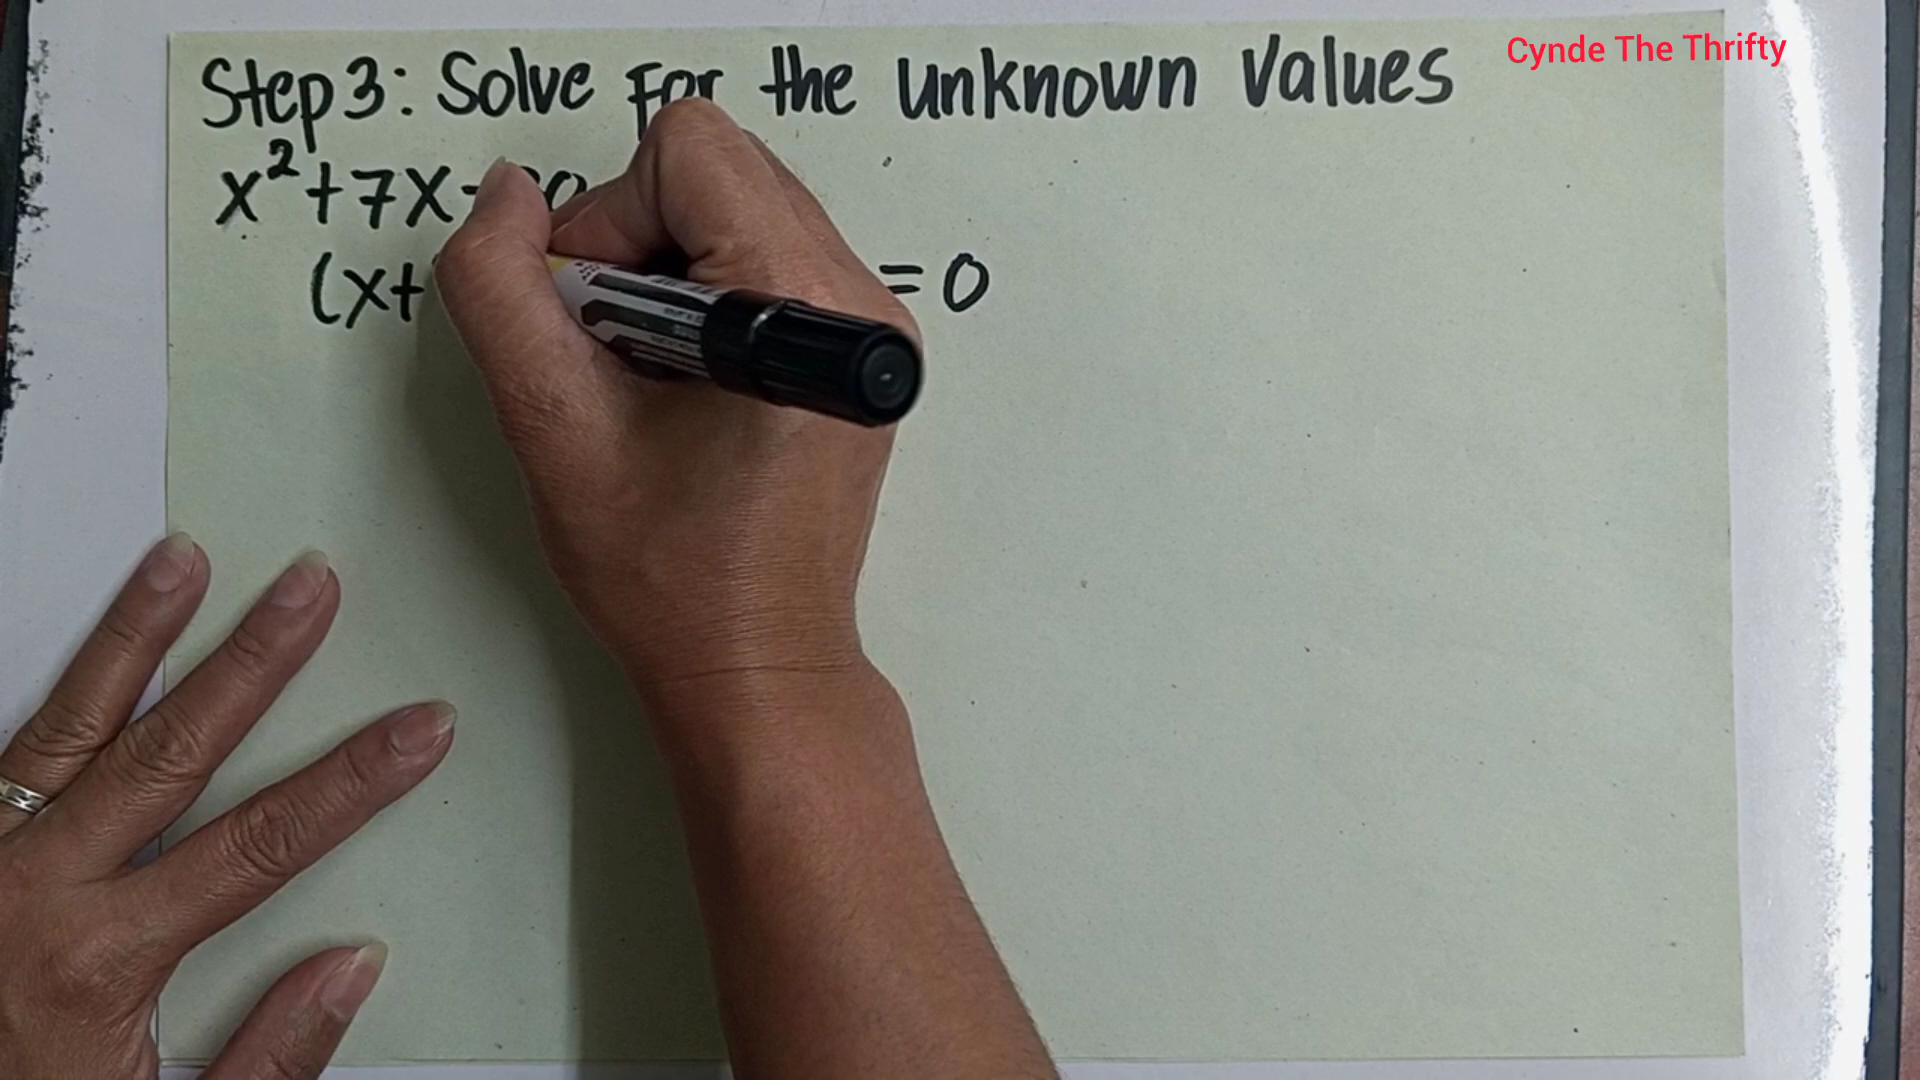 Cynde The Thrifty
Step 3: Solve For the unknown values
x²+7x-
(x+ = 0